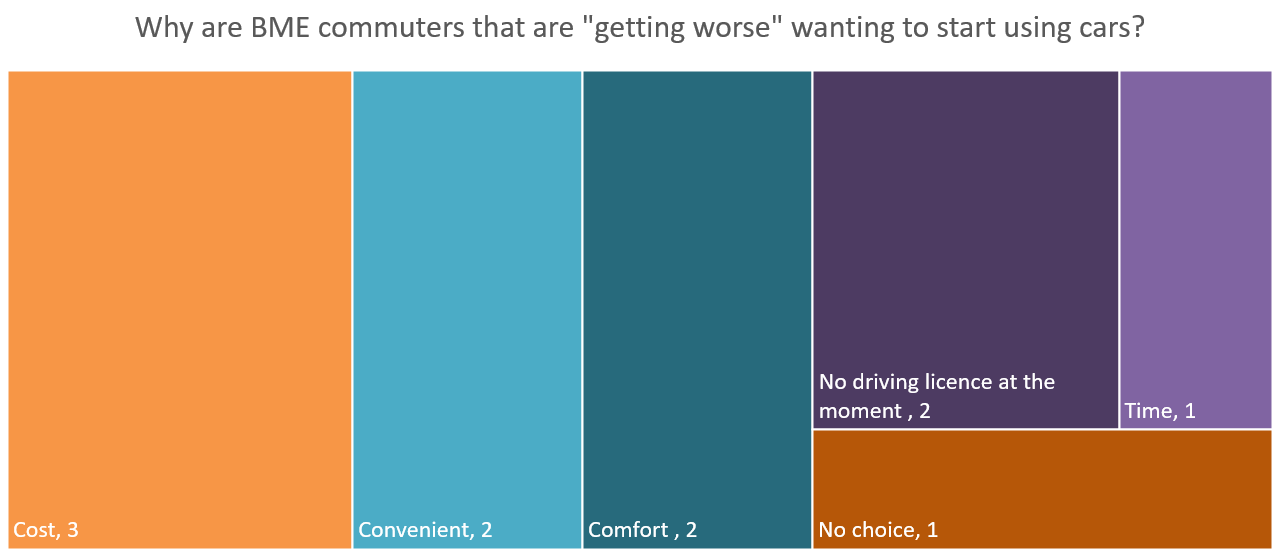 Why are BME commuters that are "getting worse" wanting to start using cars?
Cost, 3
Convenient, 2
Comfort , 2
No driving licence at the
moment , 2
Time, 1
No choice, 1